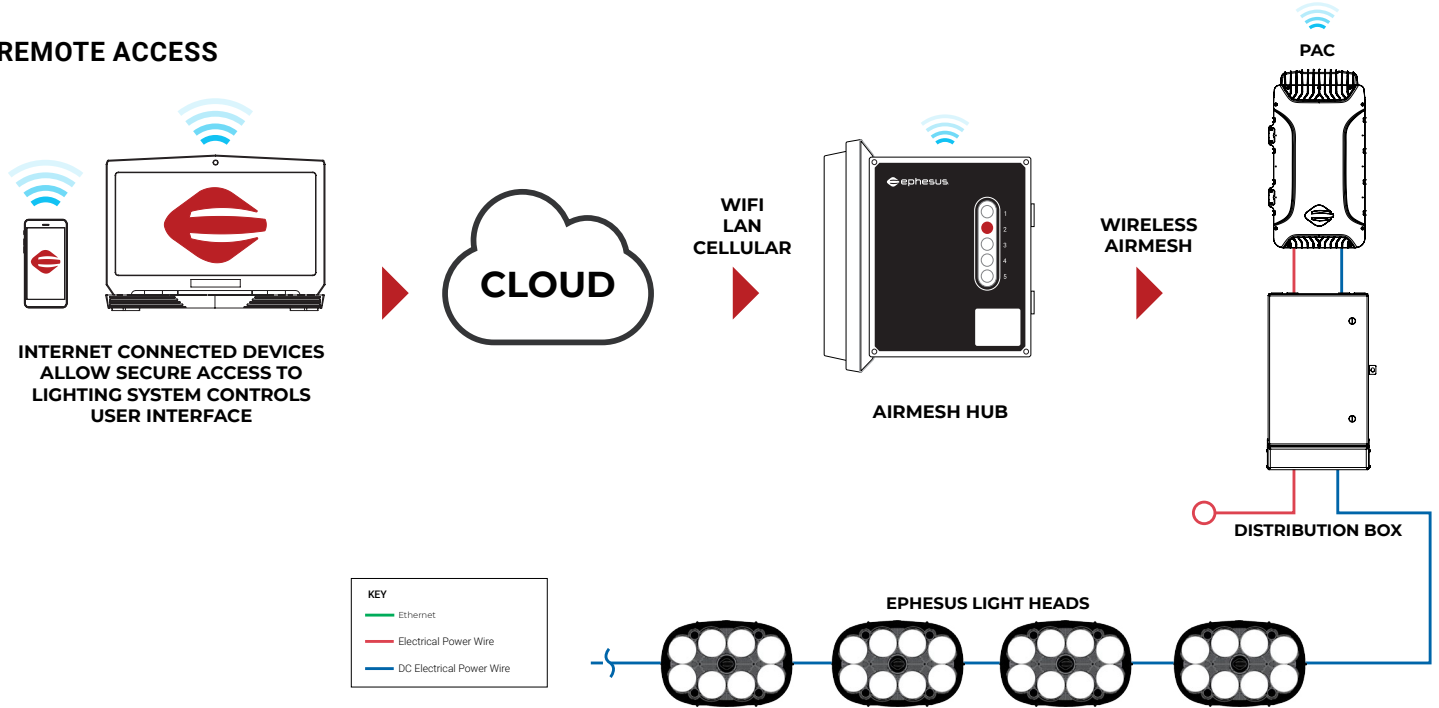 REMOTE ACCESS
PAC
WIFI
LAN
CELLULAR
WIRELESS
AIRMESH
CLOUD
ephesus
1
2
3
4
5
INTERNET CONNECTED DEVICES
ALLOW SECURE ACCESS TO
LIGHTING SYSTEM CONTROLS
USER INTERFACE
AIRMESH HUB
DISTRIBUTION BOX
KEY
Ethernet
Electrical Power Wire
DC Electrical Power Wire
EPHESUS LIGHT HEADS